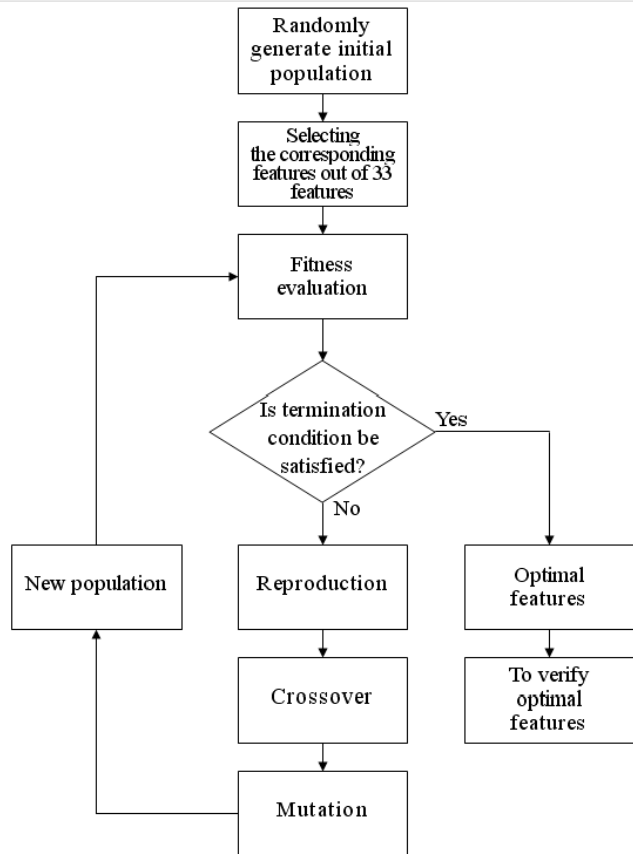 Randomly
generate initial
population
Selecting
the corresponding
features out of 33
features
Fitness
evaluation
Is termination
condition be
satisfied?
Yes
No
New population
Reproduction
Optimal
features
Crossover
To verify
optimal
features
Mutation